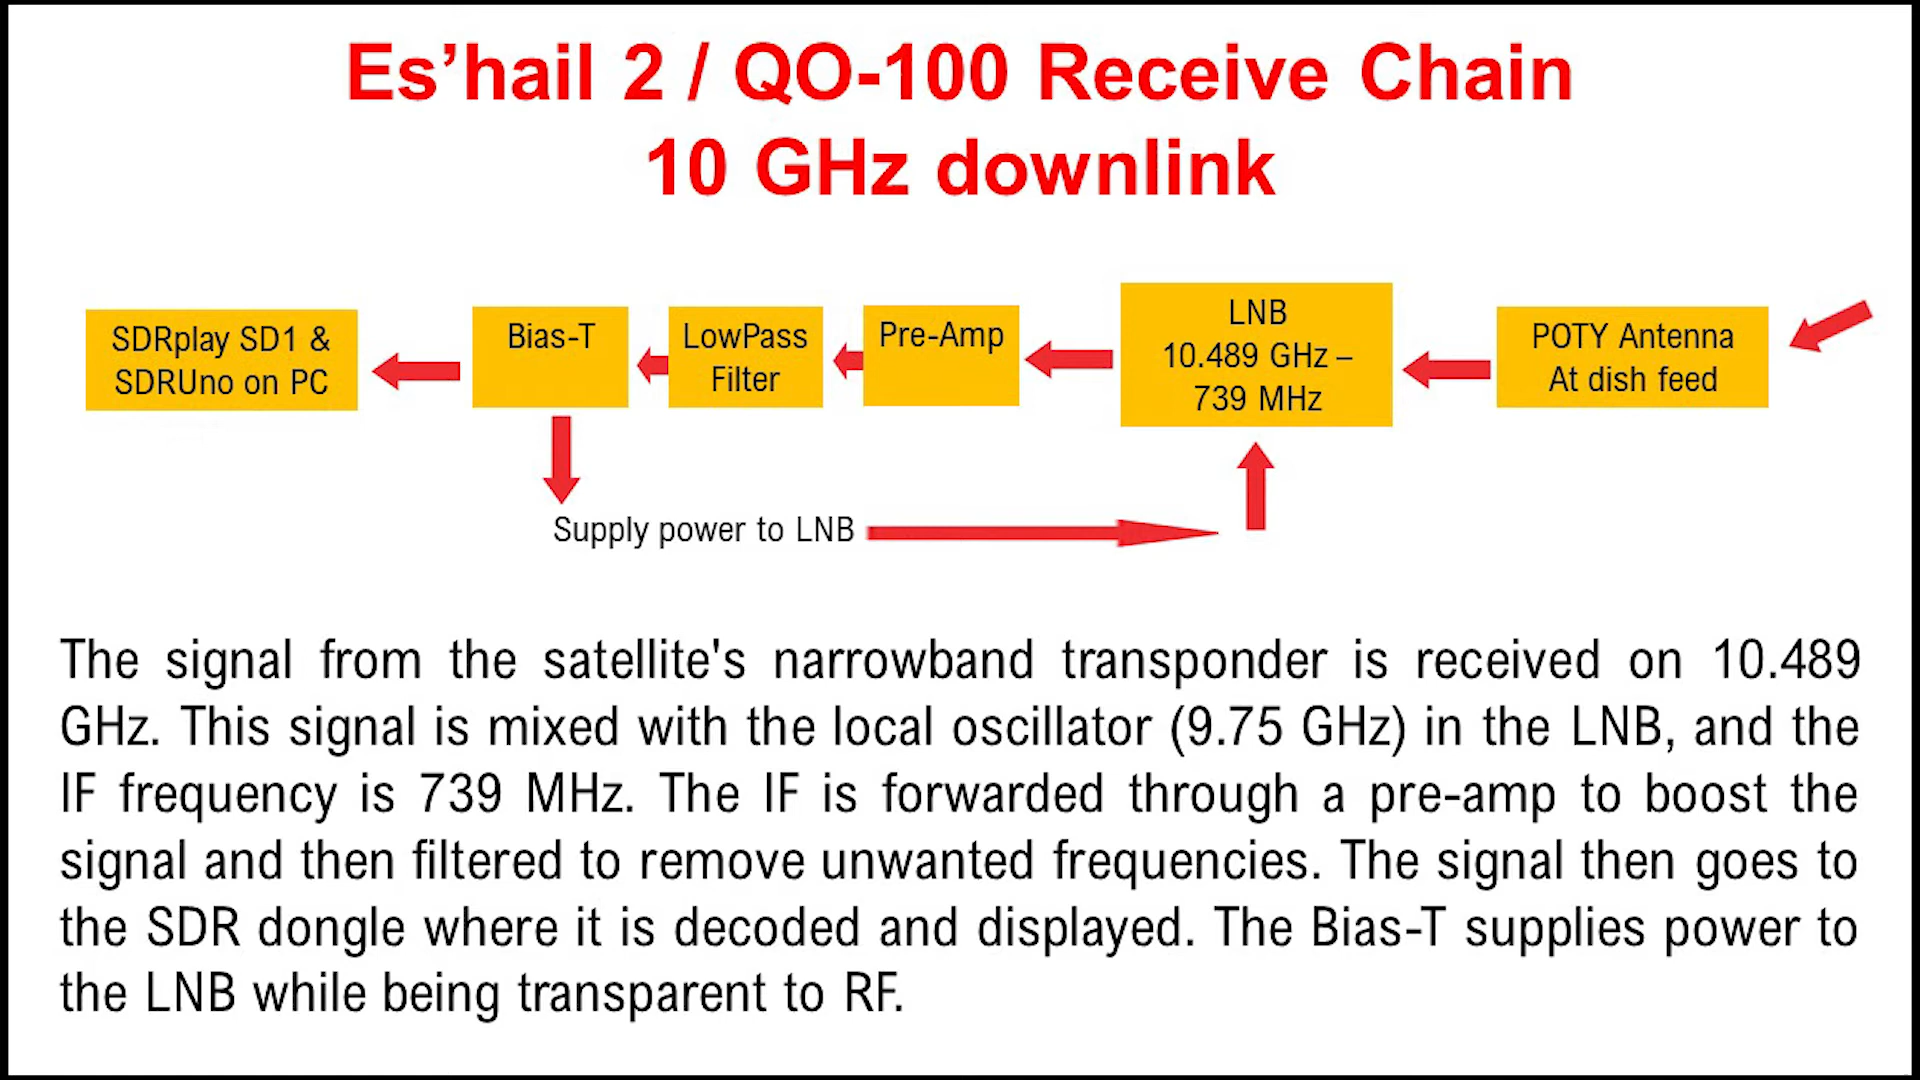 Es’hail 2 / QO-100 Receive Chain
10 GHz downlink
SDRplay SD1 &
SDRUno on PC
Bias-T
LowPass
Filter
Pre-Amp
LNB
10.489 GHz –
739 MHz
POTY Antenna
At dish feed
Supply power to LNB
The signal from the satellite's narrowband transponder is received on 10.489
GHz. This signal is mixed with the local oscillator (9.75 GHz) in the LNB, and the
IF frequency is 739 MHz. The IF is forwarded through a pre-amp to boost the
signal and then filtered to remove unwanted frequencies. The signal then goes to
the SDR dongle where it is decoded and displayed. The Bias-T supplies power to
the LNB while being transparent to RF.